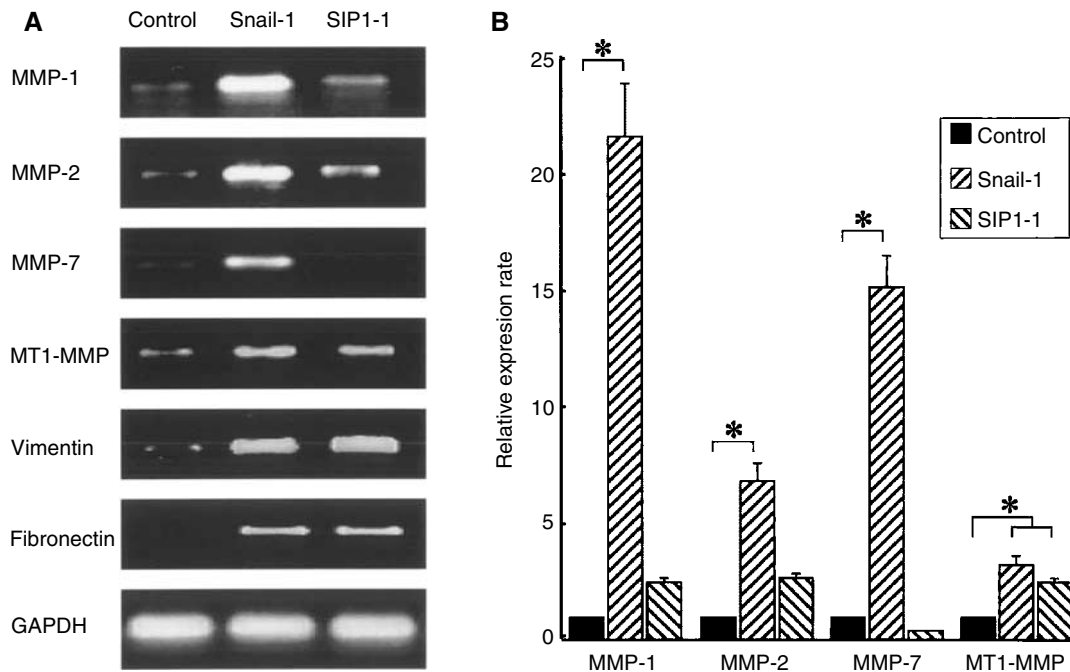 A
Control Snail-1 SIP1-1
MMP-1
MMP-2
MMP-7
MT1-MMP
Vimentin
Fibronectin
GAPDH
B
Relative expresion rate
25
20
15
10
5
0
*
*
*
*
Control
Snail-1
SIP1-1
MMP-1 MMP-2 MMP-7 MT1-MMP